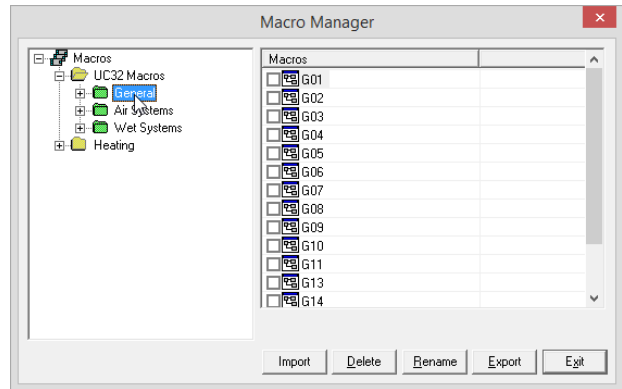 Macro Manager
Macros
UC32 Macros
General
Air Systems
Wet Systems
Heating
Macros
G01
G02
G03
G04
G05
G06
G07
G08
G09
G10
G11
G13
G14
Import Delete Rename Export Exit